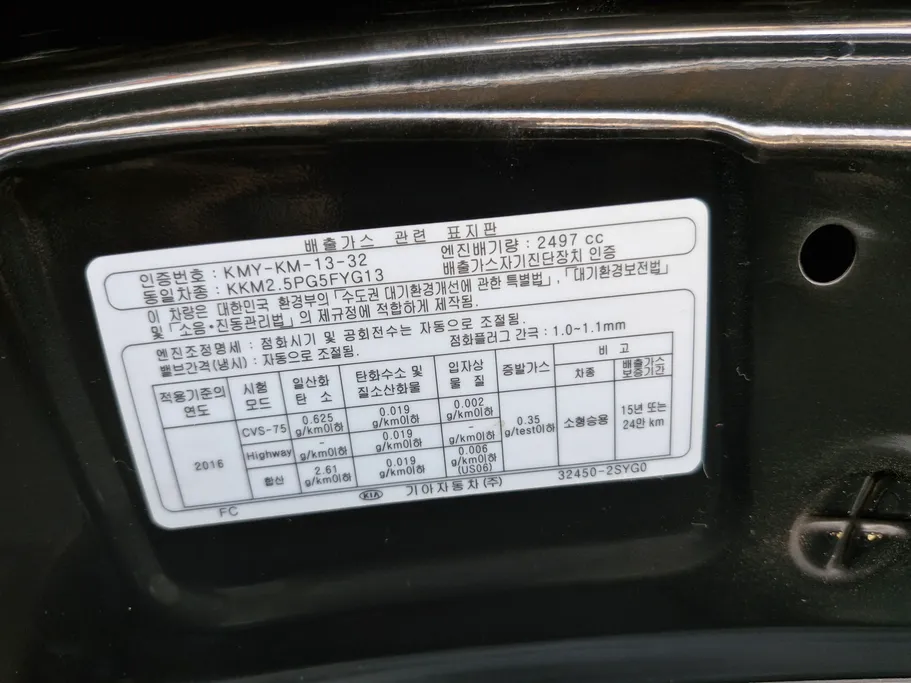 배출가스 관련 표지판
인증번호 : KMY-KM-13-32 엔진배기량 : 2497 cc
동일차종 : KKM2.5PG5FYG13 배출가스자기진단장치 인증
이 차량은 대한민국 환경부의 「수도권 대기환경개선에 관한 특별법」, 「대기환경보전법」
및 「소음·진동관리법」의 제규정에 적합하게 제작됨.
엔진조정명세 : 점화시기 및 공회전수는 자동으로 조절됨.
밸브간격(냉시) : 자동으로 조절됨. 점화플러그 간극 : 1.0-1.1mm
적용기준의 연도 시험 모드 일산화 탄소 탄화수소 및 질소산화물 입자상 물질 증발가스 비고
차종 배출가스 보증기간
2016 CVS-75 0.625 g/km이하 0.019 g/km이하 0.002 g/km이하 0.35 g/test이하 소형승용 15년 또는 24만 km
Highway - g/km이하 0.019 g/km이하 - g/km이하
합산 2.61 g/km이하 0.019 g/km이하 0.006 g/km이하 (US06)
FC KIA 기아자동차(주) 32450-2SYG0